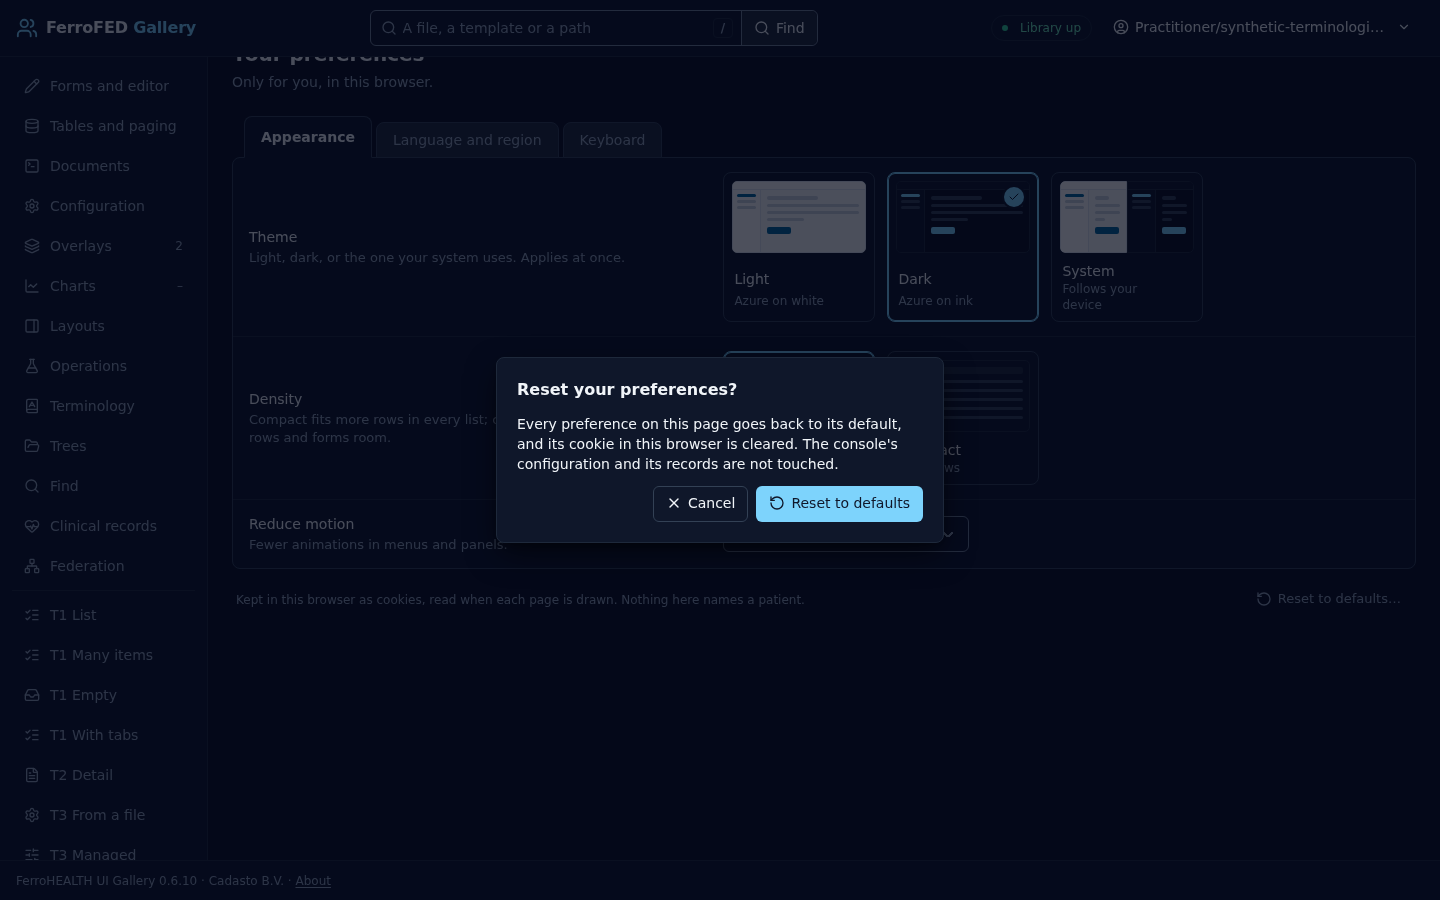 FerroFED Gallery
A file, a template or a path
/
Find
Library up
Practitioner/synthetic-terminologi…
Forms and editor
Tables and paging
Documents
Configuration
Overlays 2
Charts –
Layouts
Operations
Terminology
Trees
Find
Clinical records
Federation
T1 List
T1 Many items
T1 Empty
T1 With tabs
T2 Detail
T3 From a file
T3 Managed
Your preferences
Only for you, in this browser.
Appearance
Language and region
Keyboard
Theme
Light, dark, or the one your system uses. Applies at once.
Light
Azure on white
Dark
Azure on ink
System
Follows your
device
Density
Compact fits more rows in every list;
rows and forms room.
Reduce motion
Fewer animations in menus and panels.
Reset your preferences?
Every preference on this page goes back to its default,
and its cookie in this browser is cleared. The console's
configuration and its records are not touched.
Cancel
Reset to defaults
Kept in this browser as cookies, read when each page is drawn. Nothing here names a patient.
Reset to defaults…
FerroHEALTH UI Gallery 0.6.10 · Cadasto B.V. · About